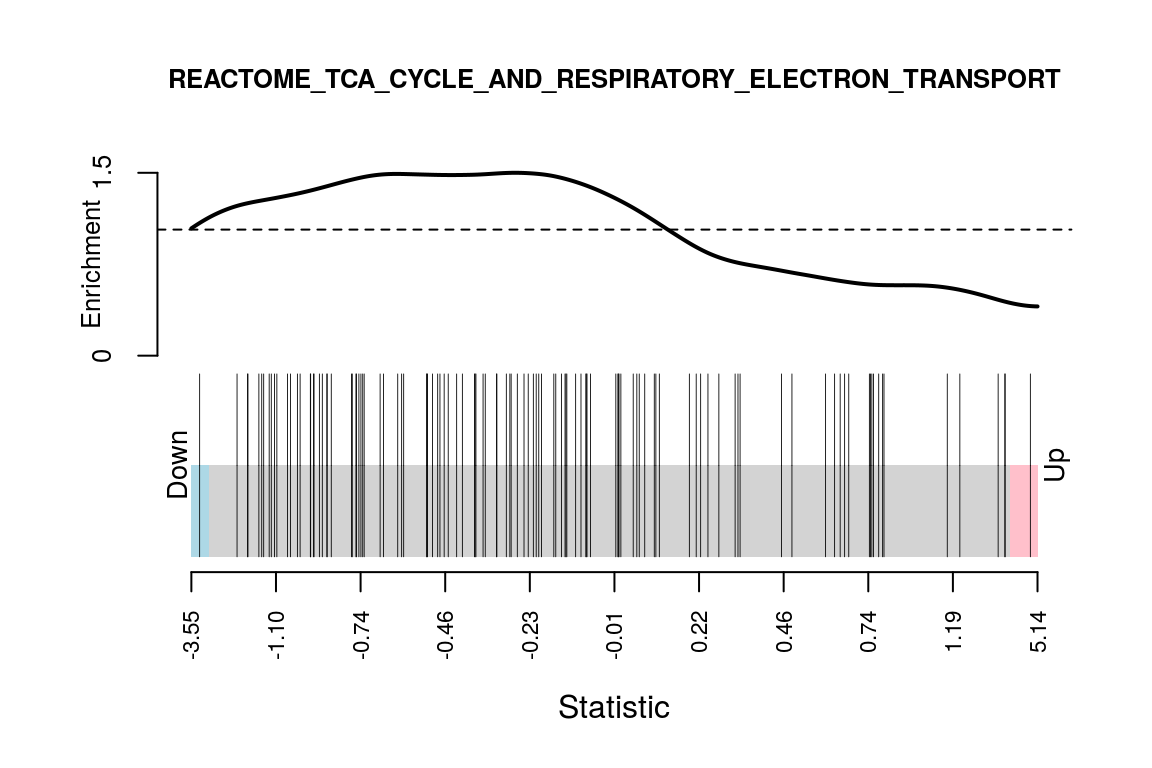 REACTOME_TCA_CYCLE_AND_RESPIRATORY_ELECTRON_TRANSPORT
1.5
Enrichment
0
Down
Up
-3.55
-1.10
-0.74
-0.46
-0.23
-0.01
0.22
0.46
0.74
1.19
5.14
Statistic